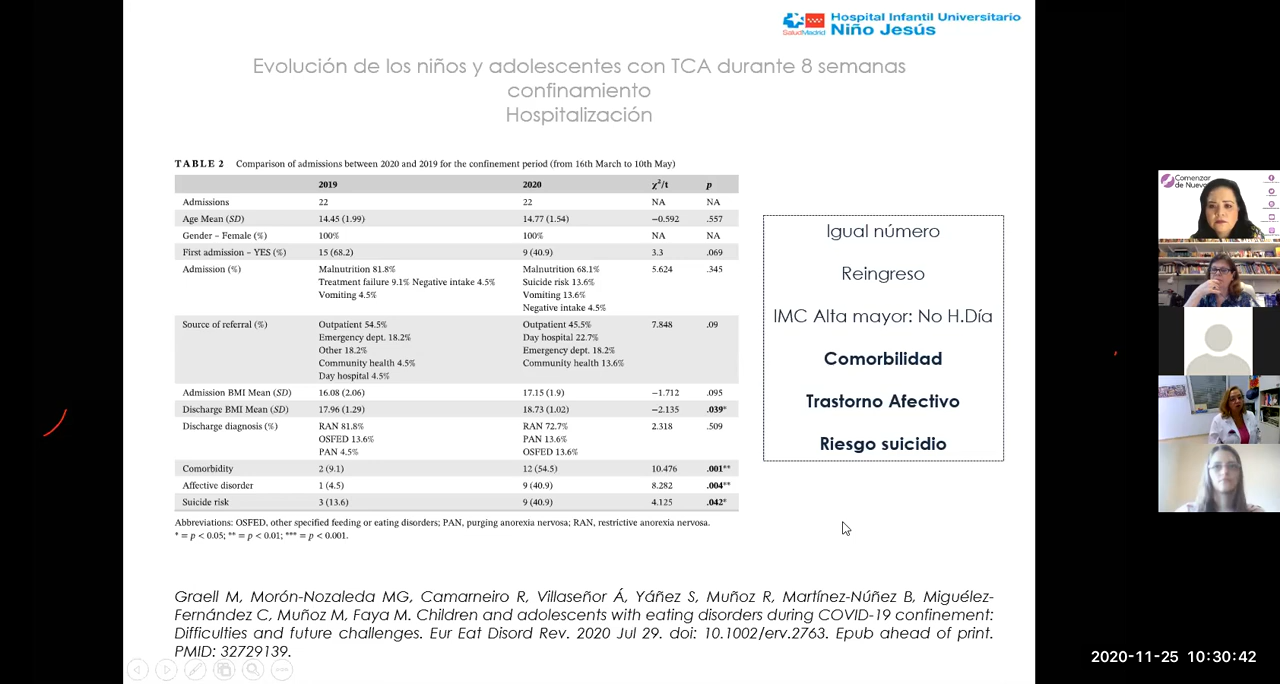 Hospital Infantil Universitario
SaludMadrid Niño Jesús
Evolución de los niños y adolescentes con TCA durante 8 semanas
confinamiento
Hospitalización
TABLE 2 Comparison of admissions between 2020 and 2019 for the confinement period (from 16th March to 10th May)
2019 2020 χ²/t p
Admissions 22 22 NA NA
Age Mean (SD) 14.45 (1.99) 14.77 (1.54) −0.592 .557
Gender – Female (%) 100% 100% NA NA
First admission – YES (%) 15 (68.2) 9 (40.9) 3.3 .069
Admission (%) Malnutrition 81.8% Malnutrition 68.1% 5.624 .345
Treatment failure 9.1% Negative intake 4.5% Suicide risk 13.6%
Vomiting 4.5% Vomiting 13.6%
Negative intake 4.5%
Source of referral (%) Outpatient 54.5% Outpatient 45.5% 7.848 .09
Emergency dept. 18.2% Day hospital 22.7%
Other 18.2% Emergency dept. 18.2%
Community health 4.5% Community health 13.6%
Day hospital 4.5%
Admission BMI Mean (SD) 16.08 (2.06) 17.15 (1.9) −1.712 .095
Discharge BMI Mean (SD) 17.96 (1.29) 18.73 (1.02) −2.135 .039*
Discharge diagnosis (%) RAN 81.8% RAN 72.7% 2.318 .509
OSFED 13.6% PAN 13.6%
PAN 4.5% OSFED 13.6%
Comorbidity 2 (9.1) 12 (54.5) 10.476 .001**
Affective disorder 1 (4.5) 9 (40.9) 8.282 .004**
Suicide risk 3 (13.6) 9 (40.9) 4.125 .042*
Abbreviations: OSFED, other specified feeding or eating disorders; PAN, purging anorexia nervosa; RAN, restrictive anorexia nervosa.
* = p < 0.05; ** = p < 0.01; *** = p < 0.001.
Igual número
Reingreso
IMC Alta mayor: No H.Día
Comorbilidad
Trastorno Afectivo
Riesgo suicidio
Graell M, Morón-Nozaleda MG, Camarneiro R, Villaseñor Á, Yáñez S, Muñoz R, Martínez-Núñez B, Miguélez-
Fernández C, Muñoz M, Faya M. Children and adolescents with eating disorders during COVID-19 confinement:
Difficulties and future challenges. Eur Eat Disord Rev. 2020 Jul 29. doi: 10.1002/erv.2763. Epub ahead of print.
PMID: 32729139.
Comenzar
de Nuevo
2020-11-25 10:30:42